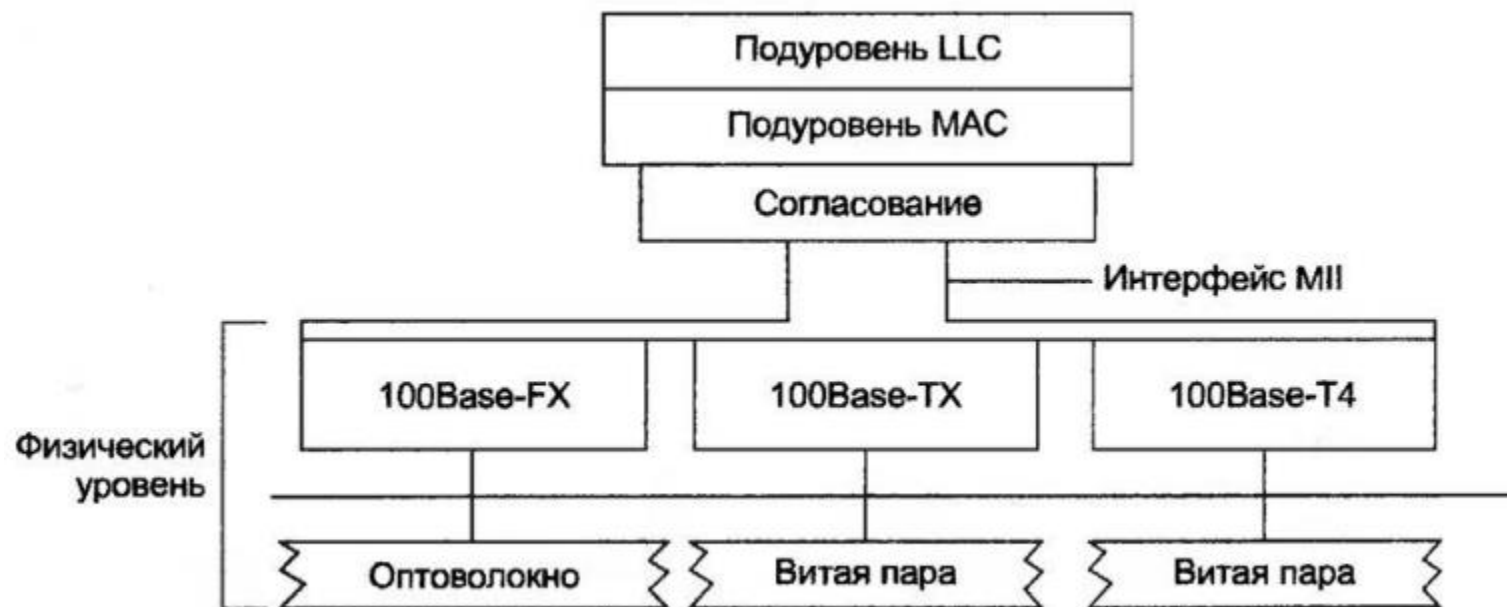 Подуровень LLC
Подуровень MAC
Согласование
Интерфейс MII
100Base-FX
100Base-TX
100Base-T4
Физический
уровень
Оптоволокно
Витая пара
Витая пара